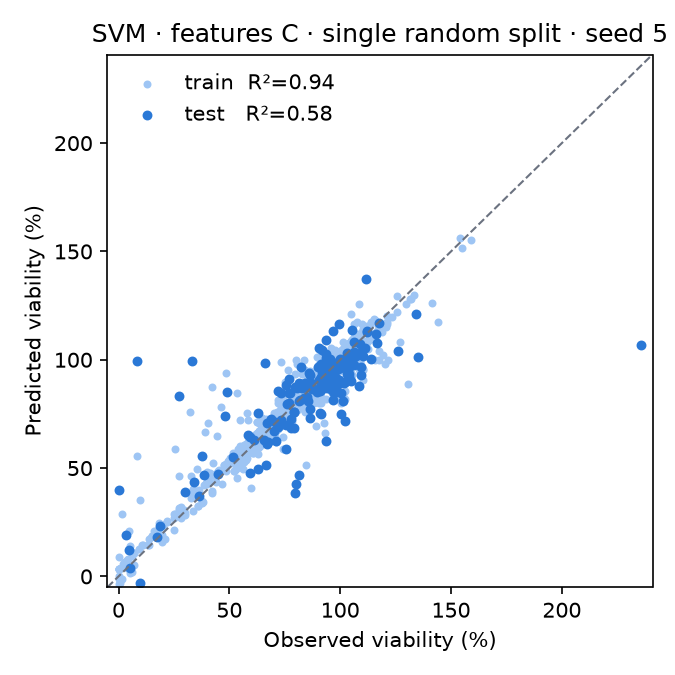 SVM · features C · single random split · seed 5
train R²=0.94
test R²=0.58
200
150
100
50
0
Predicted viability (%)
0 50 100 150 200
Observed viability (%)